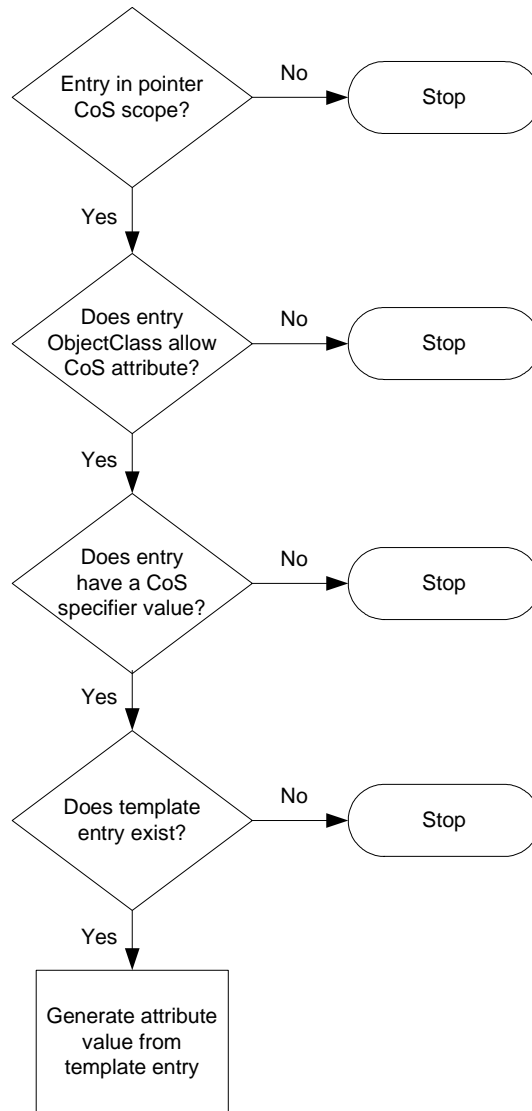 Entry in pointer
CoS scope?
No
Stop
Yes
Does entry
ObjectClass allow
CoS attribute?
No
Stop
Yes
Does entry
have a CoS
specifier value?
No
Stop
Yes
Does template
entry exist?
No
Stop
Yes
Generate attribute
value from
template entry